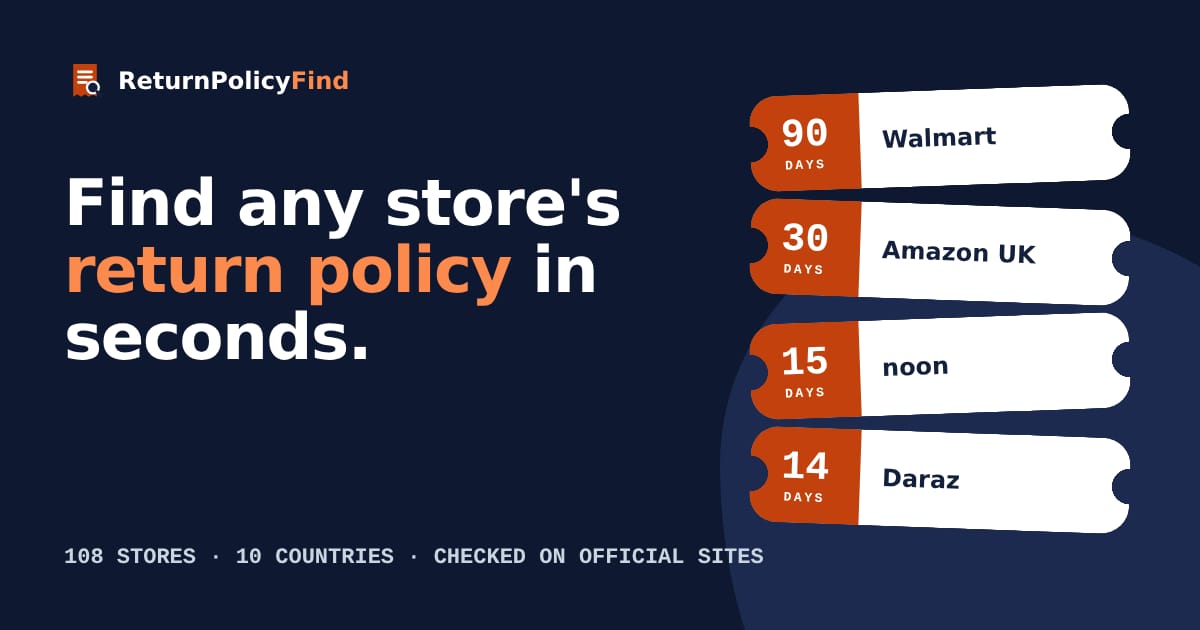 ReturnPolicyFind
Find any store's
return policy in
seconds.
90
DAYS
Walmart
30
DAYS
Amazon UK
15
DAYS
noon
14
DAYS
Daraz
108 STORES · 10 COUNTRIES · CHECKED ON OFFICIAL SITES